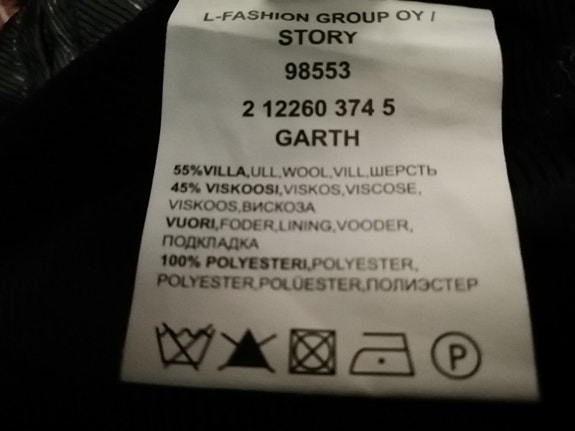 L-FASHION GROUP OY /
STORY
98553
2 12260 374 5
GARTH
55%VILLA,ULL,WOOL,VILL,ШЕРСТЬ
45% VISKOOSI,VISKOS,VISCOSE,
VISKOOS,ВИСКОЗА
VUORI,FODER,LINING,VOODER,
ПОДКЛАДКА
100% POLYESTERI,POLYESTER,
POLYESTER,POLÜESTER,ПОЛИЭСТЕР
P